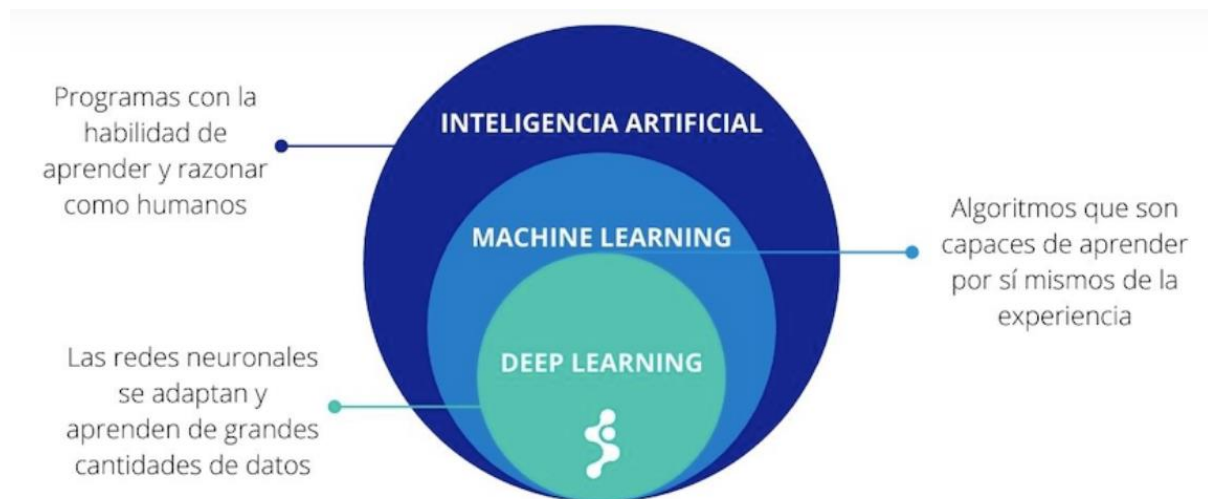 Programas con la
habilidad de
aprender y razonar
como humanos
INTELIGENCIA ARTIFICIAL
MACHINE LEARNING
Algoritmos que son
capaces de aprender
por sí mismos de la
experiencia
DEEP LEARNING
Las redes neuronales
se adaptan y
aprenden de grandes
cantidades de datos